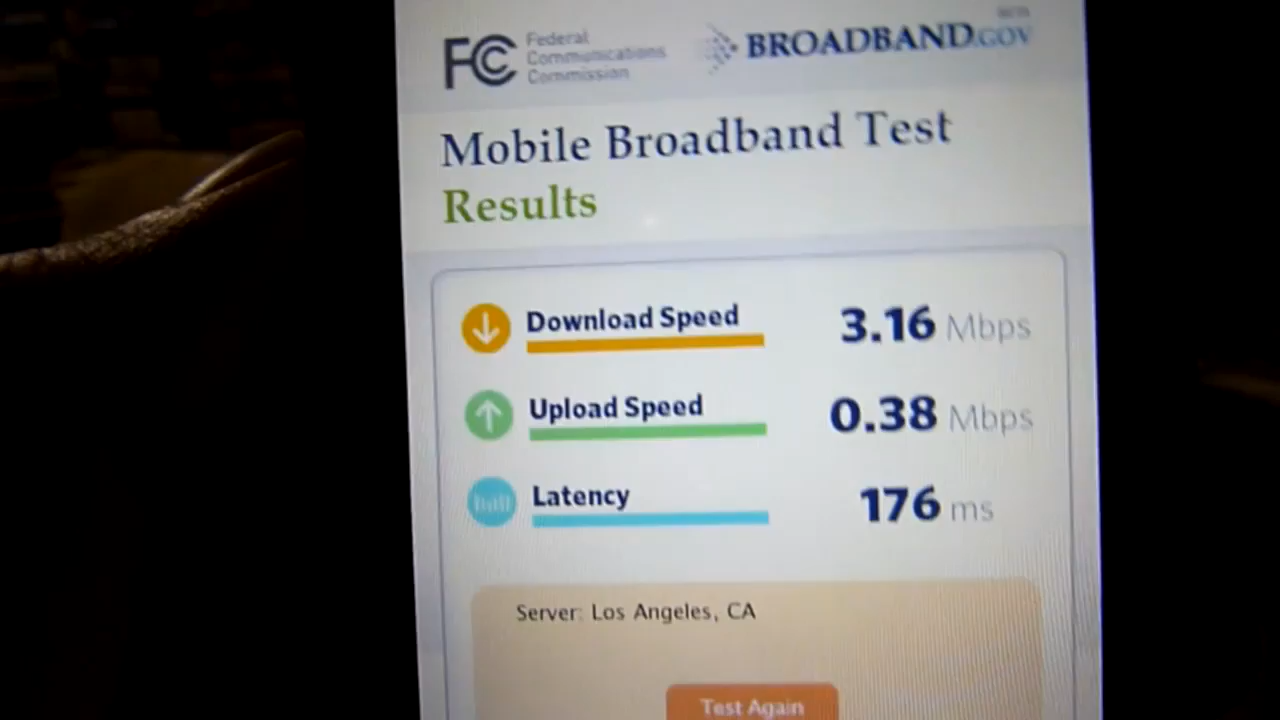 FCC Federal Communications Commission
BETA
BROADBAND.GOV
Mobile Broadband Test
Results
Download Speed 3.16 Mbps
Upload Speed 0.38 Mbps
Latency 176 ms
Server: Los Angeles, CA
Test Again